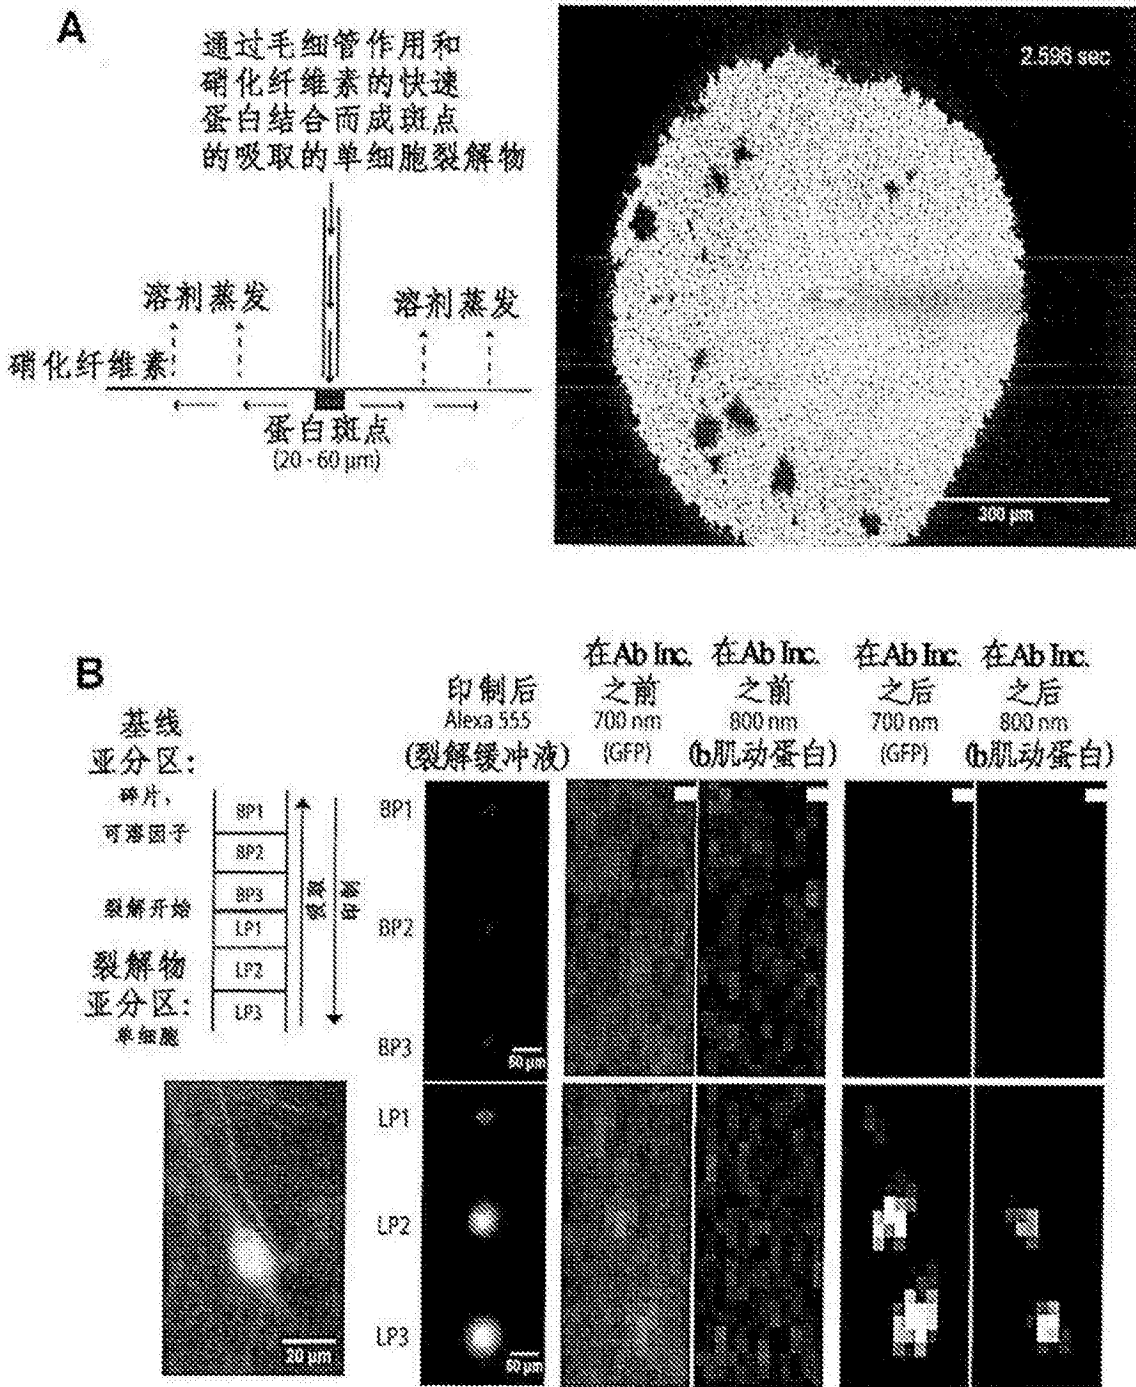 A
通过毛细管作用和
硝化纤维素的快速
蛋白结合而成斑点
的吸取的单细胞裂解物
2.596 sec
溶剂蒸发
溶剂蒸发
硝化纤维素
蛋白斑点
(20 - 60 μm)
300 μm
B
基线
亚分区:
碎片,
可溶因子
裂解开始
裂解物
亚分区:
单细胞
BP1
BP2
BP3
LP1
LP2
LP3
吸取
印制
20 μm
印制后
Alexa 555
(裂解缓冲液)
在Ab Inc.
之前
700 nm
(GFP)
在Ab Inc.
之前
800 nm
(b肌动蛋白)
在Ab Inc.
之后
700 nm
(GFP)
在Ab Inc.
之后
800 nm
(b肌动蛋白)
BP1
BP2
BP3
60 μm
LP1
LP2
LP3
60 μm